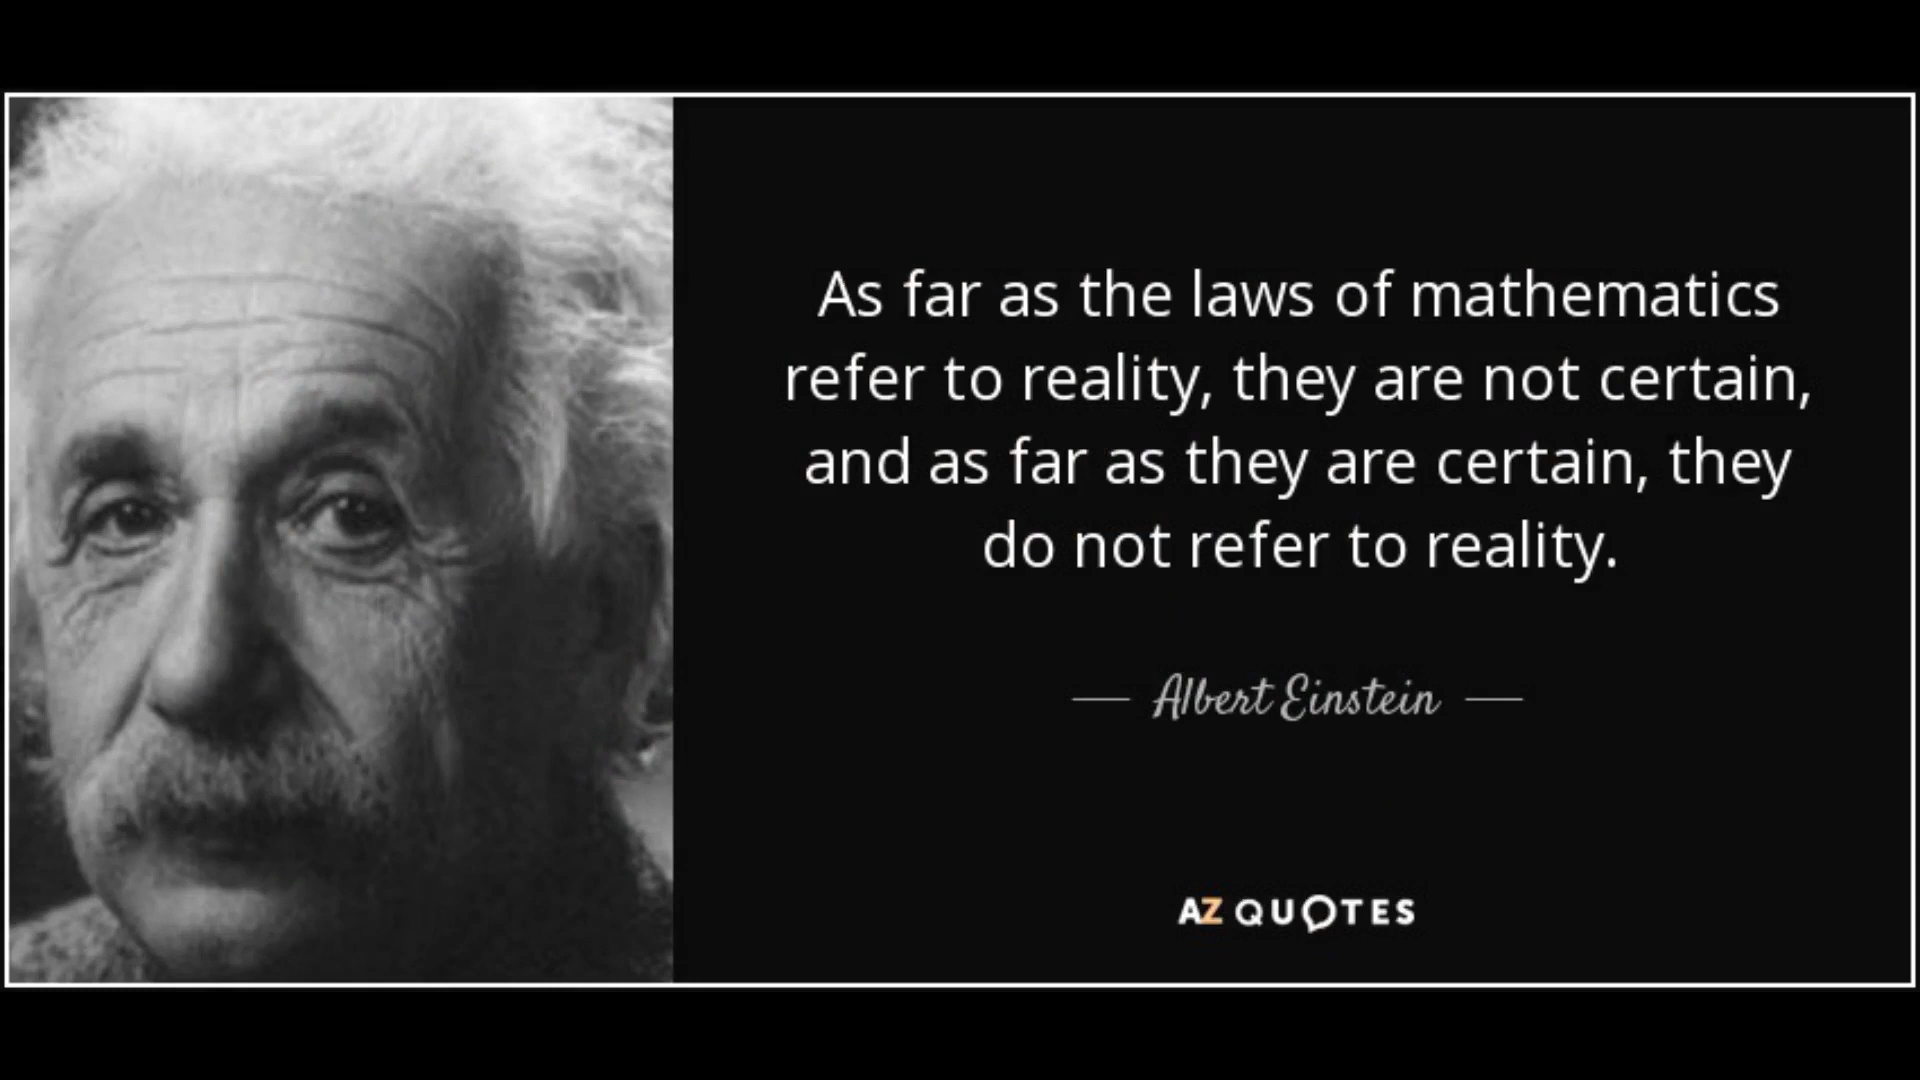 As far as the laws of mathematics
refer to reality, they are not certain,
and as far as they are certain, they
do not refer to reality.
Albert Einstein
AZ QUOTES